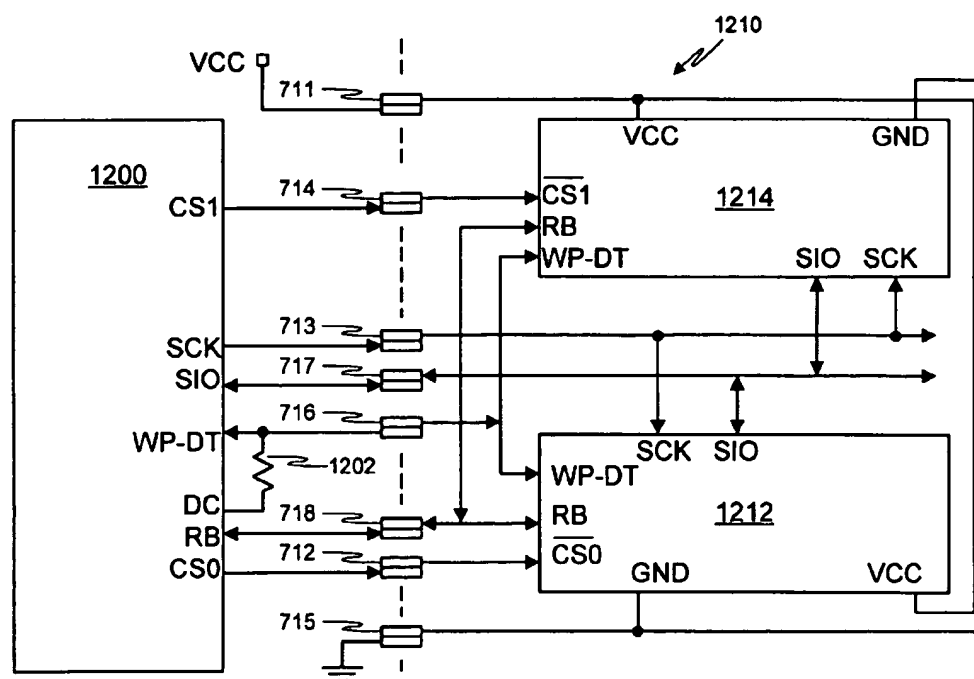 1210
VCC
711
VCC
GND
1200
714
CS1
1214
CS1
RB
WP-DT
SIO
SCK
713
SCK
717
SIO
716
WP-DT
SCK
SIO
1202
WP-DT
DC
718
RB
1212
RB
712
CS0
CS0
GND
VCC
715